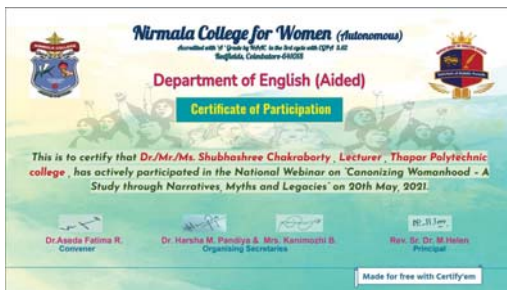 Nirmala College for Women (Autonomous)
Accredited with 'A' Grade by NAAC in the 3rd cycle with CGPA 3.42
Redfields, Coimbatore-641018
Department of English (Aided)
Certificate of Participation
This is to certify that Dr./Mr./Ms. Shubhashree Chakraborty , Lecturer , Thapar Polytechnic
college , has actively participated in the National Webinar on "Canonizing Womanhood - A
Study through Narratives, Myths and Legacies" on 20th May, 2021.
Dr.Aseda Fatima R.
Convener
Dr. Harsha M. Pandiya & Mrs. Kanimozhi B.
Organising Secretaries
Rev. Sr. Dr. M.Helen
Principal
Made for free with Certify'em